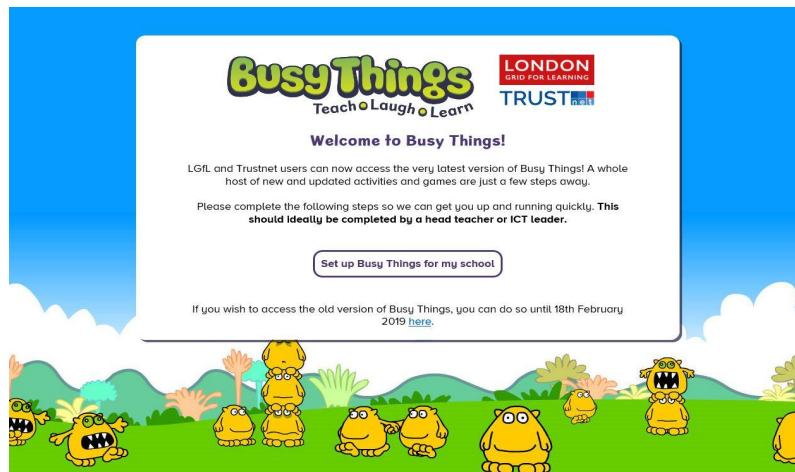 Busy Things
Teach Laugh Learn
LONDON
GRID FOR LEARNING
TRUSTnet
Welcome to Busy Things!
LGfL and Trustnet users can now access the very latest version of Busy Things! A whole
host of new and updated activities and games are just a few steps away.
Please complete the following steps so we can get you up and running quickly. This
should ideally be completed by a head teacher or ICT leader.
Set up Busy Things for my school
If you wish to access the old version of Busy Things, you can do so until 18th February
2019 here.